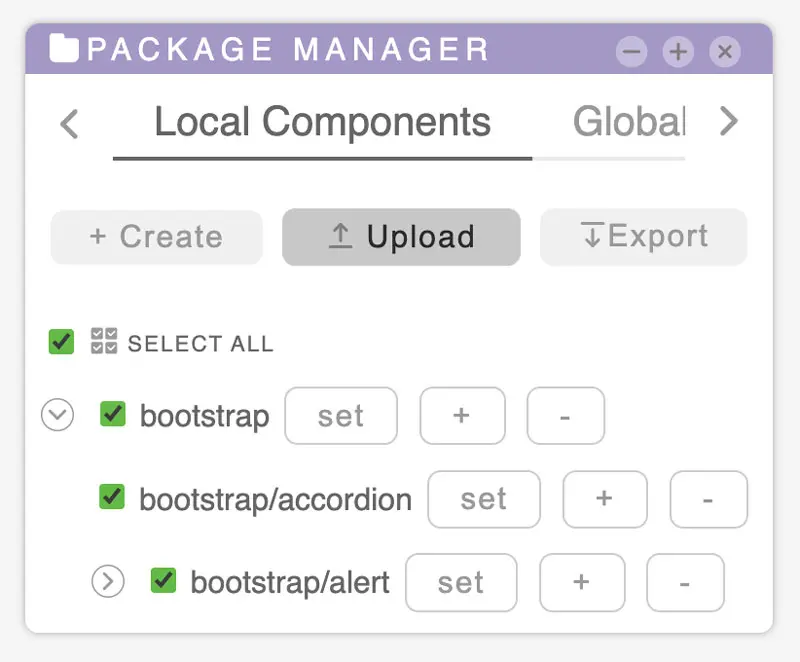 PACKAGE MANAGER
Local Components Global
+ Create Upload Export
SELECT ALL
bootstrap set + -
bootstrap/accordion set + -
bootstrap/alert set + -